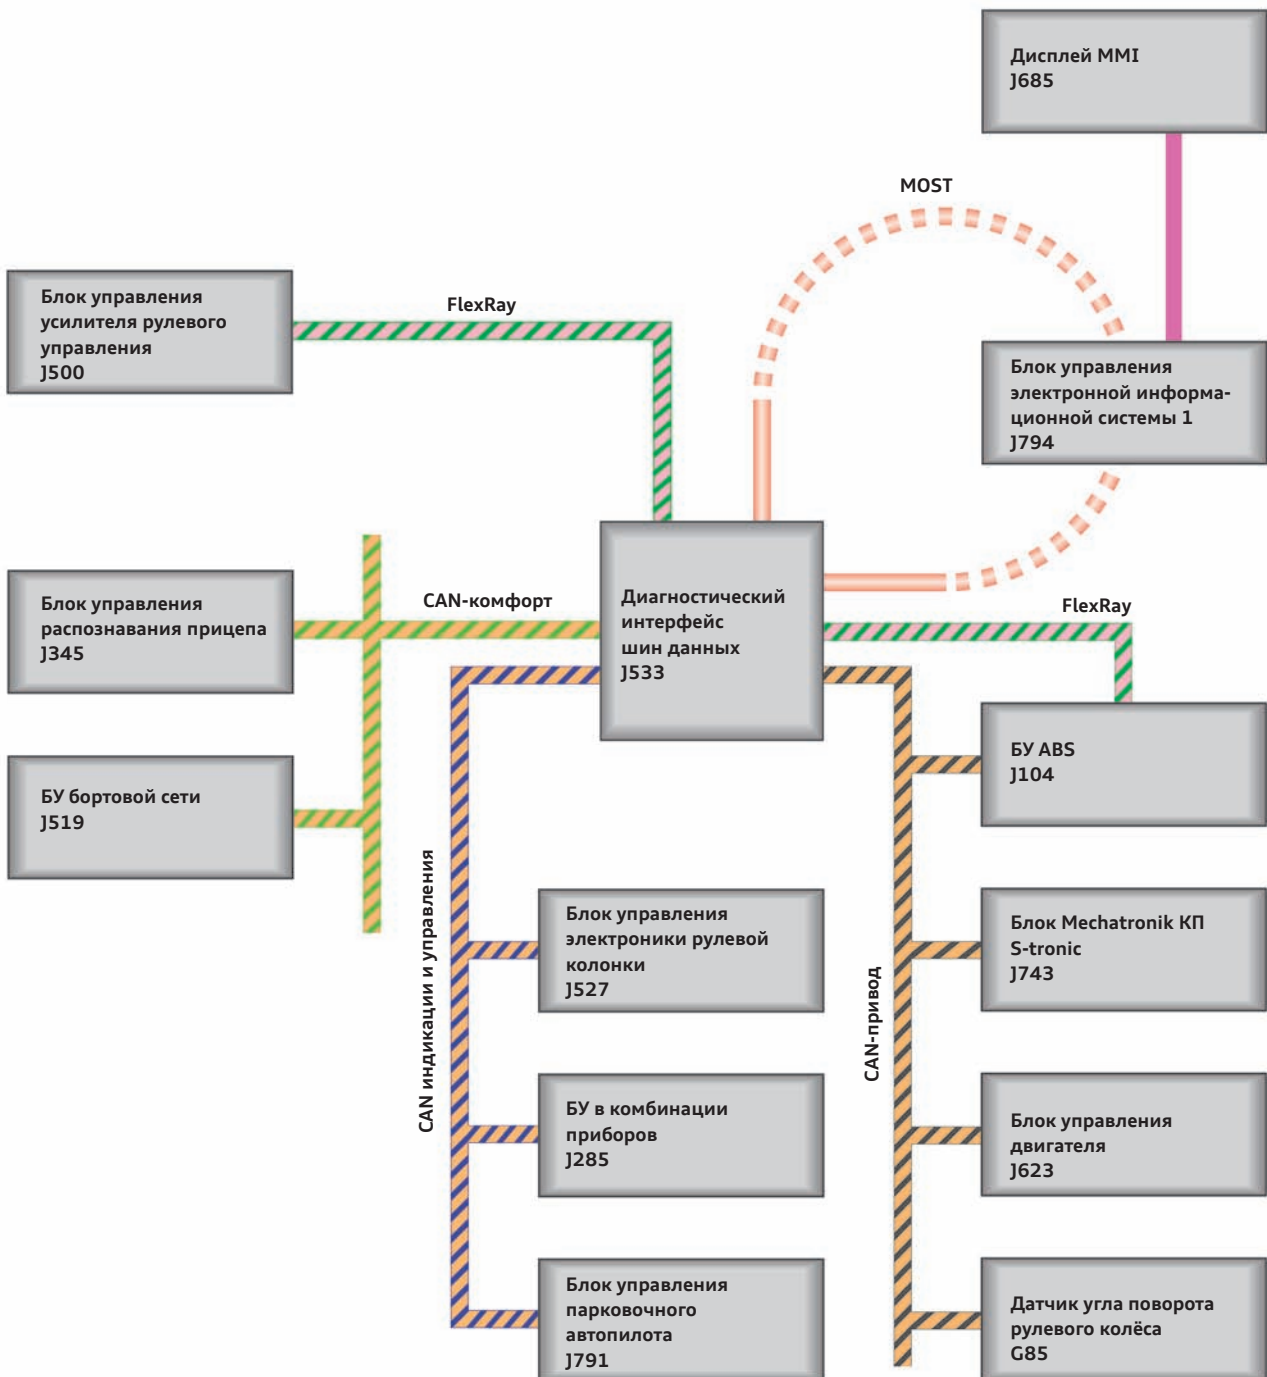 Дисплей MMI
J685
MOST
Блок управления
усилителя рулевого
управления
J500
FlexRay
Блок управления
электронной информа-
ционной системы 1
J794
Блок управления
распознавания прицепа
J345
CAN-комфорт
Диагностический
интерфейс
шин данных
J533
FlexRay
БУ ABS
J104
БУ бортовой сети
J519
CAN индикации и управления
Блок управления
электроники рулевой
колонки
J527
CAN-привод
Блок Mechatronik КП
S-tronic
J743
БУ в комбинации
приборов
J285
Блок управления
двигателя
J623
Блок управления
парковочного
автопилота
J791
Датчик угла поворота
рулевого колёса
G85